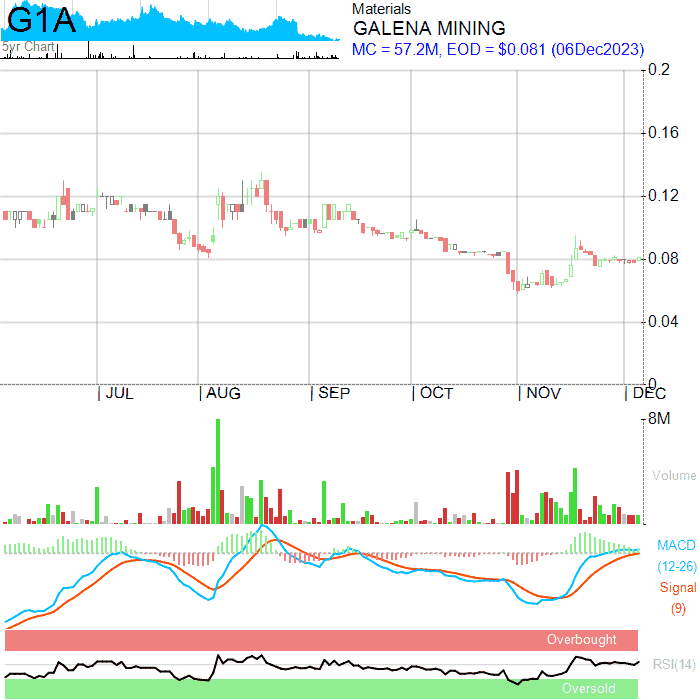 G1A
5yr Chart
Materials
GALENA MINING
MC = 57.2M, EOD = $0.081 (06Dec2023)
0.2
0.16
0.12
0.08
0.04
0
JUL AUG SEP OCT NOV DEC
8M
Volume
MACD
(12-26)
Signal
(9)
Overbought
RSI(14)
Oversold